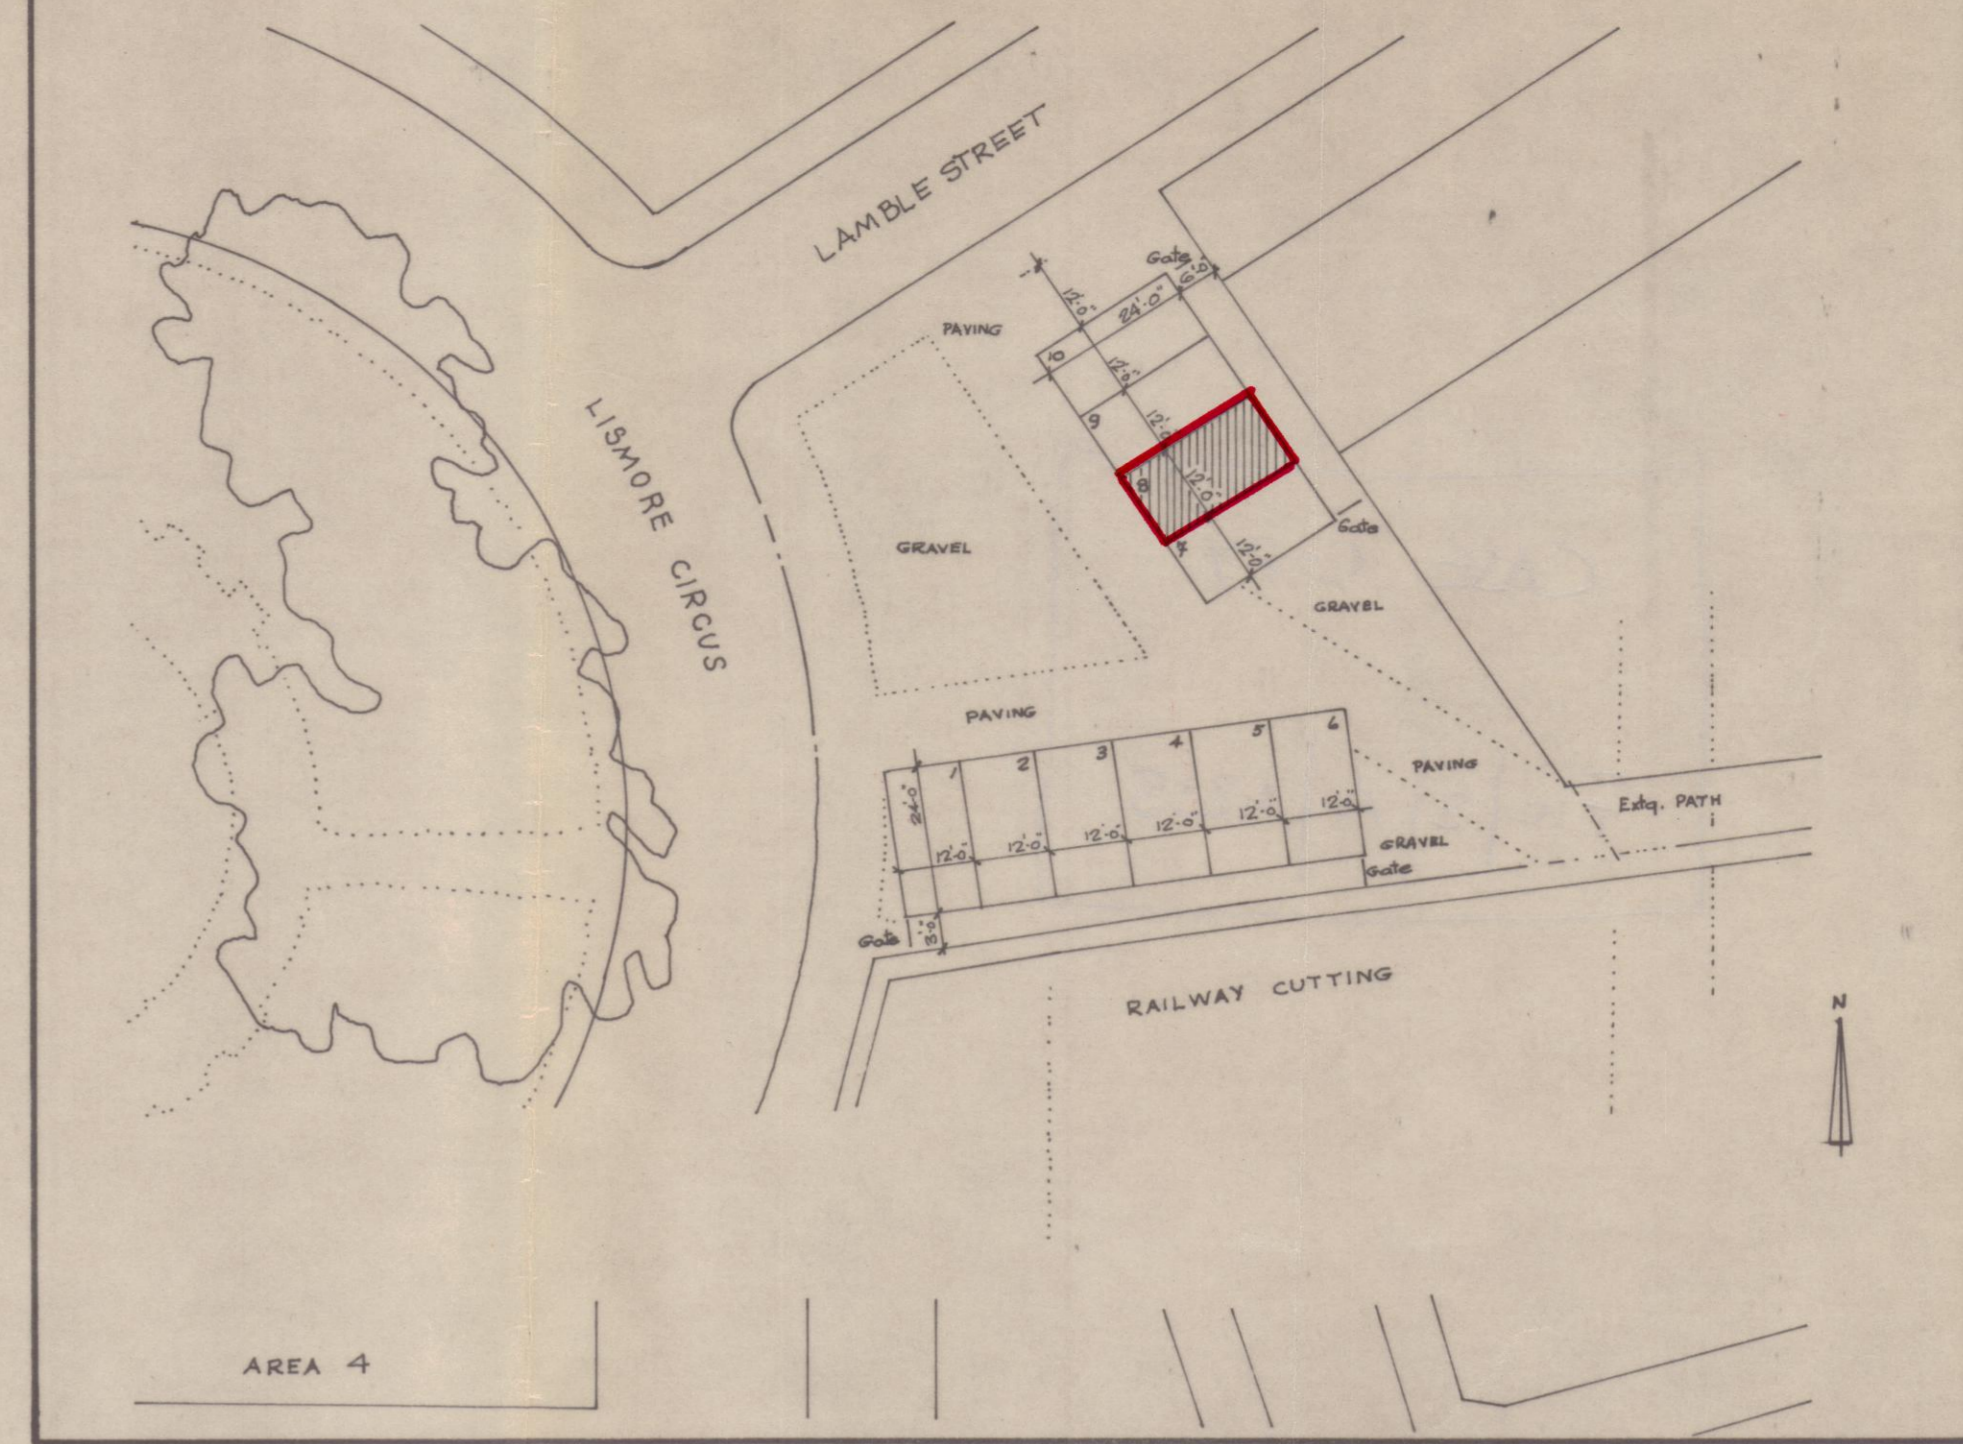 LAMBLE STREET
Gate
12'.0"
24'.0"
PAVING
10
12'.0"
9
12'.0"
LISMORE CIRCUS
8
12'.0"
Gate
12'.0"
GRAVEL
GRAVEL
PAVING
1
2
3
4
5
6
PAVING
24'.0"
12'.0"
12'.0"
12'.0"
12'.0"
12'.0"
12'.0"
Extg. PATH
GRAVEL
Gate
Gate
3'.0"
RAILWAY CUTTING
N
AREA 4